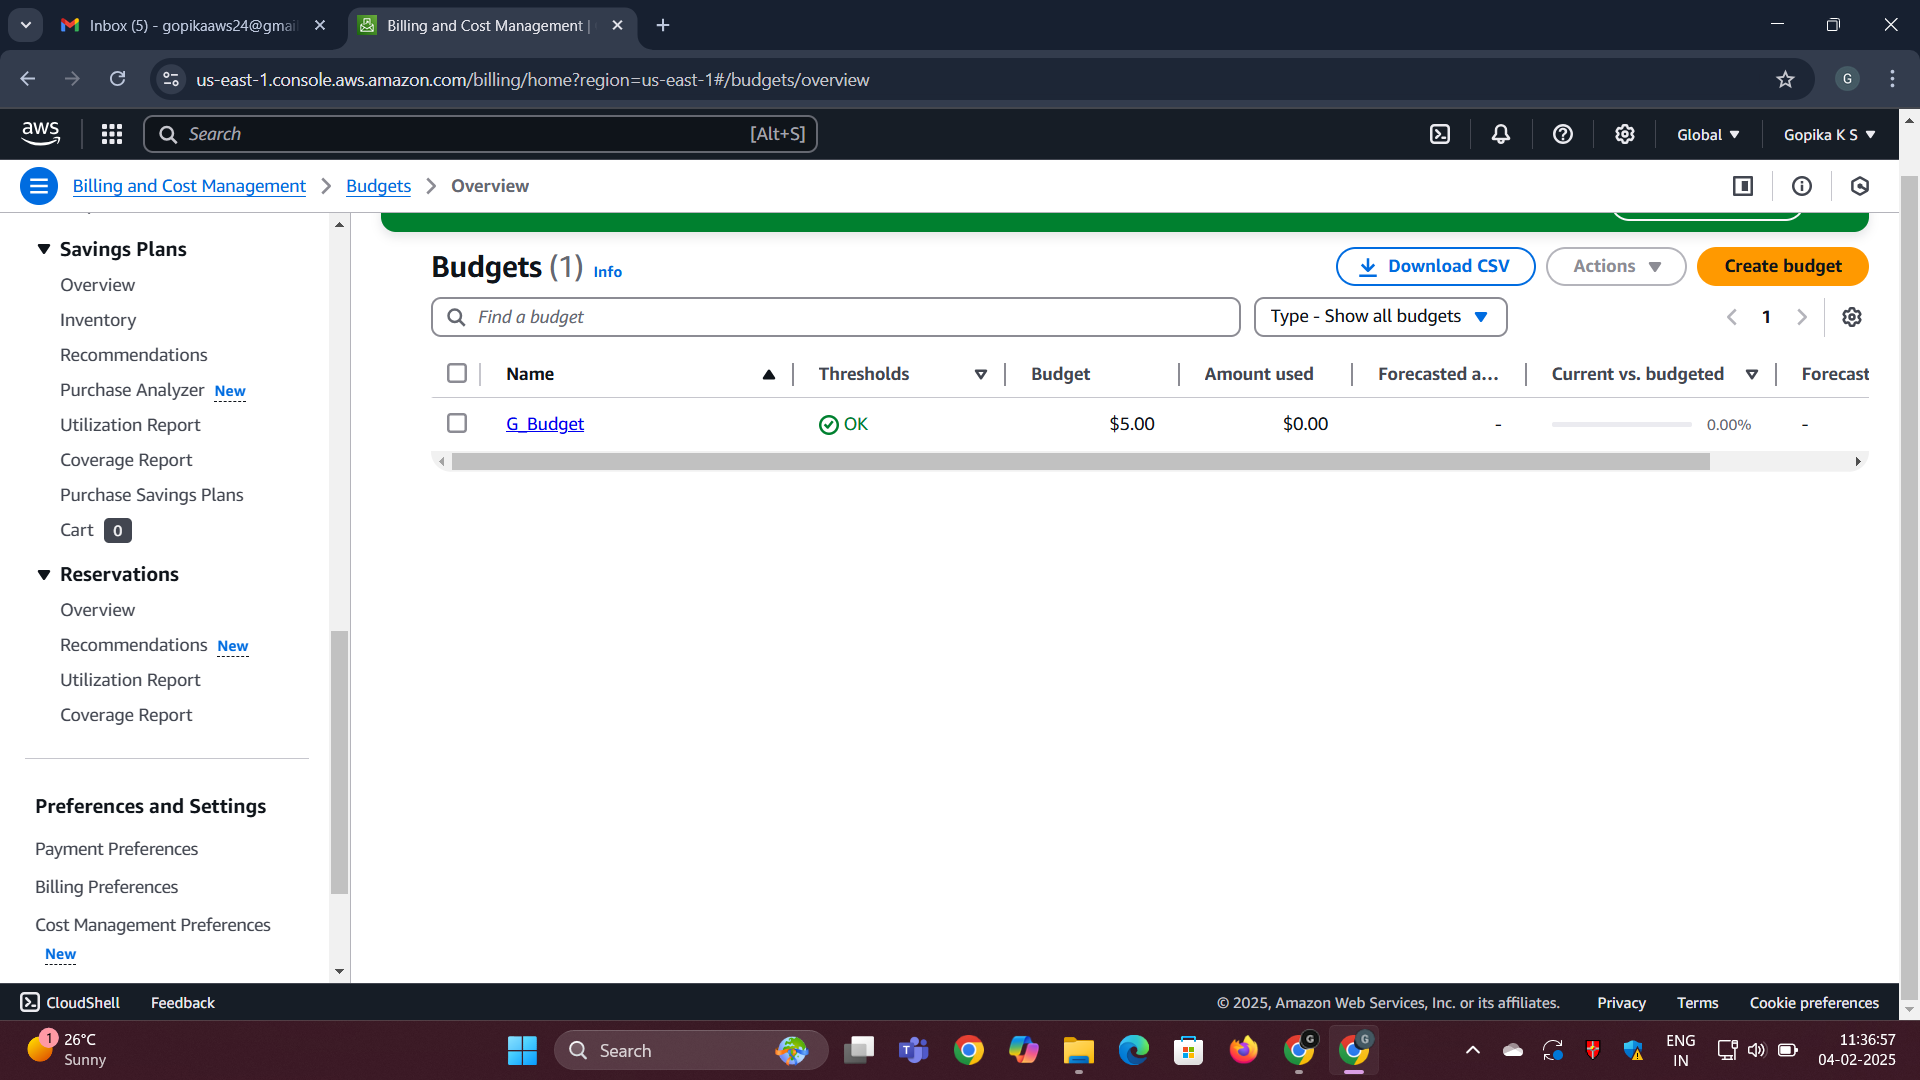 Inbox (5) - gopikaaws24@gmai
Billing and Cost Management |
us-east-1.console.aws.amazon.com/billing/home?region=us-east-1#/budgets/overview
G
aws
Search
[Alt+S]
Global
Gopika K S
Billing and Cost Management
Budgets
Overview
Savings Plans
Overview
Inventory
Recommendations
Purchase Analyzer New
Utilization Report
Coverage Report
Purchase Savings Plans
Cart 0
Reservations
Overview
Recommendations New
Utilization Report
Coverage Report
Preferences and Settings
Payment Preferences
Billing Preferences
Cost Management Preferences
New
Budgets (1) Info
Download CSV
Actions
Create budget
Find a budget
Type - Show all budgets
1
Name Thresholds Budget Amount used Forecasted a... Current vs. budgeted Forecast
G_Budget OK $5.00 $0.00 - 0.00% -
CloudShell
Feedback
© 2025, Amazon Web Services, Inc. or its affiliates.
Privacy
Terms
Cookie preferences
1
26°C
Sunny
Search
G
G
ENG
IN
11:36:57
04-02-2025